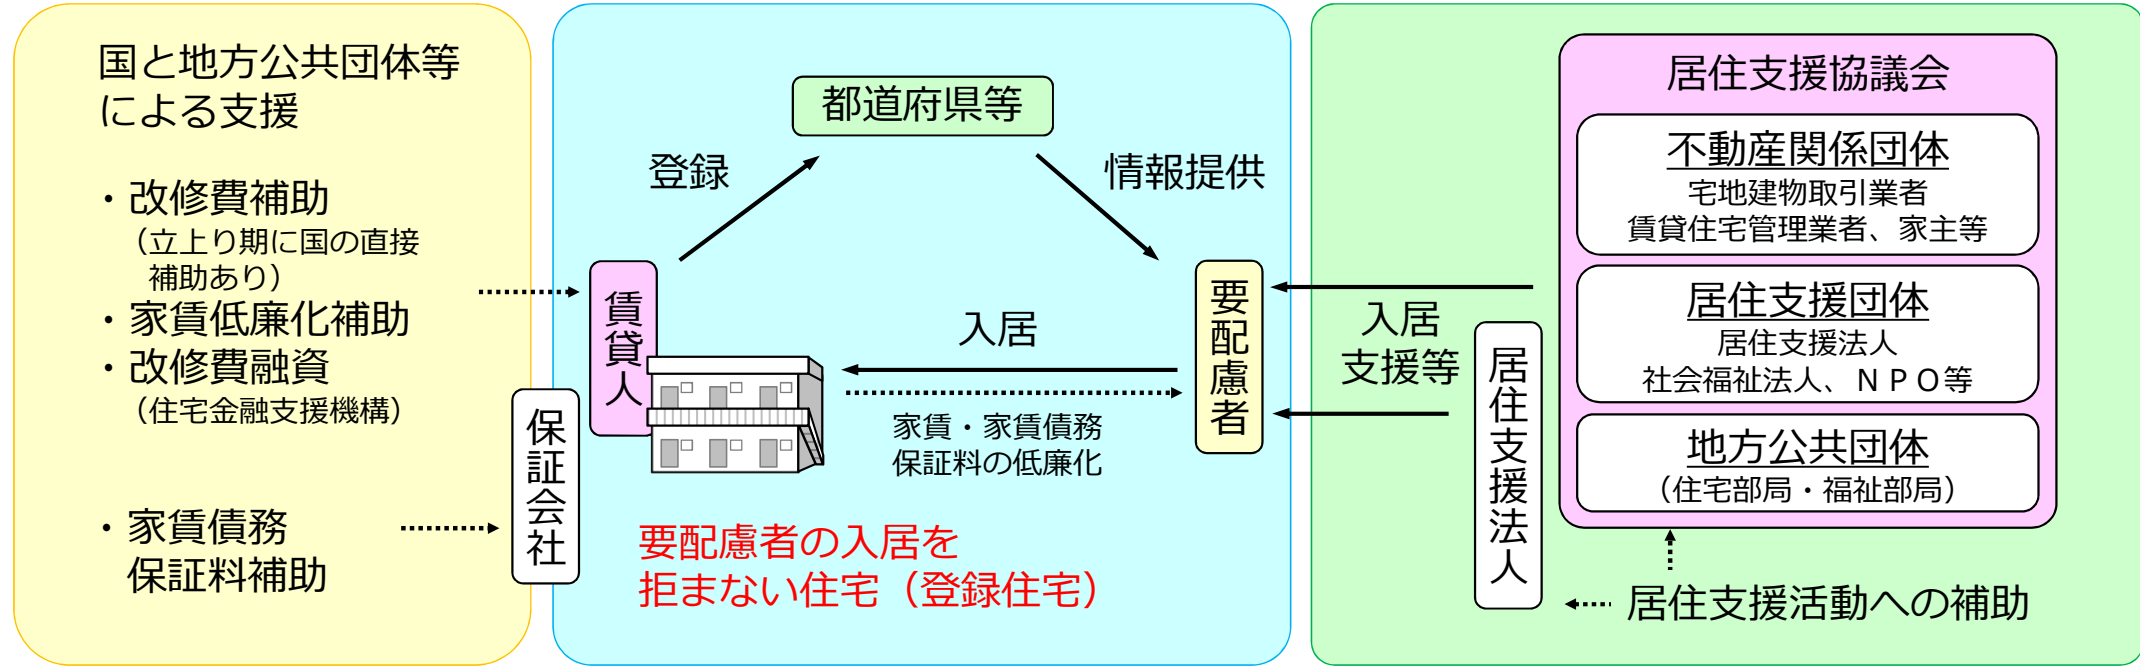 国と地方公共団体等
による支援
・改修費補助
（立上り期に国の直接
補助あり）
・家賃低廉化補助
・改修費融資
（住宅金融支援機構）
・家賃債務
保証料補助
保証会社
都道府県等
登録
情報提供
賃貸人
入居
家賃・家賃債務
保証料の低廉化
要配慮者
要配慮者の入居を
拒まない住宅（登録住宅）
入居
支援等
居住支援法人
居住支援協議会
不動産関係団体
宅地建物取引業者
賃貸住宅管理業者、家主等
居住支援団体
居住支援法人
社会福祉法人、ＮＰＯ等
地方公共団体
（住宅部局・福祉部局）
居住支援活動への補助